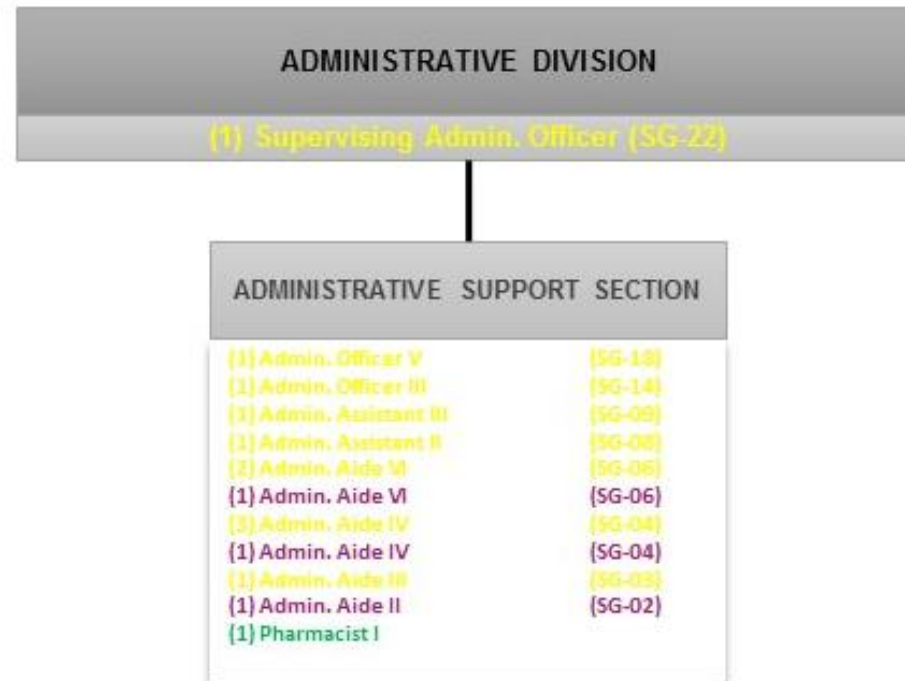 ADMINISTRATIVE DIVISION
(1) Supervising Admin. Officer (SG-22)
ADMINISTRATIVE SUPPORT SECTION
Admin. Officer V (SG-18)
(1) Admin. Officer III (SG-14)
Admin. Assistant III (SG-09)
(1) Admin. Assistant II (SG-08)
(2) Admin. Aide VI (SG-06)
(1) Admin. Aide VI (SG-06)
(3) Admin. Aide IV (SG-04)
(1) Admin. Aide IV (SG-04)
(1) Admin. Aide III (SG-03)
(1) Admin. Aide II (SG-02)
(1) Pharmacist I